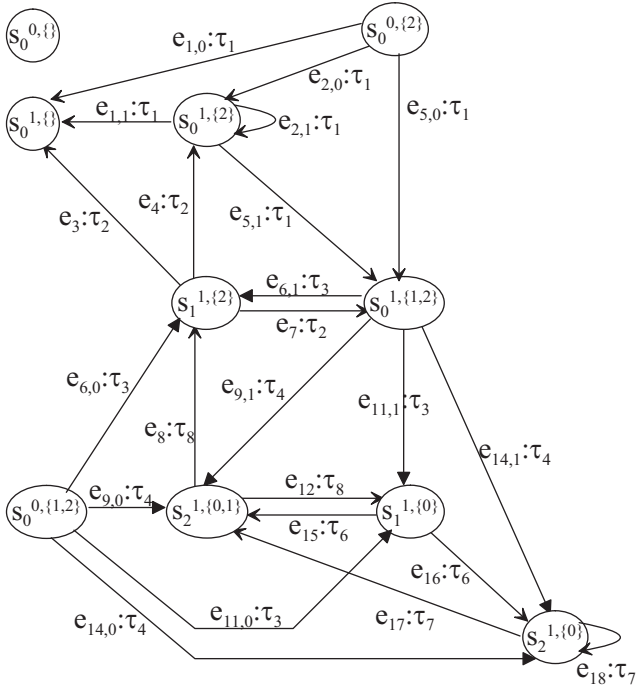 s₀^0,{}
s₀^0,{2}
e₁,₀:τ₁
e₂,₀:τ₁
e₅,₀:τ₁
s₀^1,{}
e₁,₁:τ₁
s₀^1,{2}
e₂,₁:τ₁
e₃:τ₂
e₄:τ₂
e₅,₁:τ₁
s₁^1,{2}
e₆,₁:τ₃
e₇:τ₂
s₀^1,{1,2}
e₆,₀:τ₃
e₉,₁:τ₄
e₁₁,₁:τ₃
e₈:τ₈
e₁₄,₁:τ₄
s₀^0,{1,2}
e₉,₀:τ₄
s₂^1,{0,1}
e₁₂:τ₈
e₁₅:τ₆
s₁^1,{0}
e₁₆:τ₆
e₁₄,₀:τ₄
e₁₁,₀:τ₃
e₁₇:τ₇
s₂^1,{0}
e₁₈:τ₇